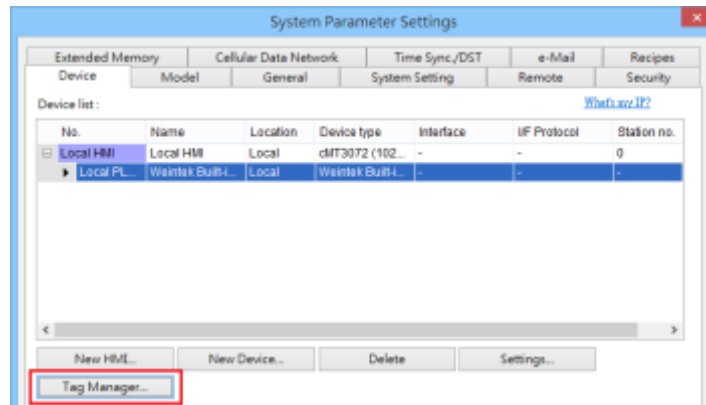 System Parameter Settings
Extended Memory Cellular Data Network Time Sync./DST e-Mail Recipes
Device Model General System Setting Remote Security
Device list : What's my IP?
No. Name Location Device type Interface I/F Protocol Station no.
Local HMI Local HMI Local cMT3072 (102... - - 0
Local PL... Weintek Built-i... Local Weintek Built-i... - - -
New HMI... New Device... Delete Settings...
Tag Manager...